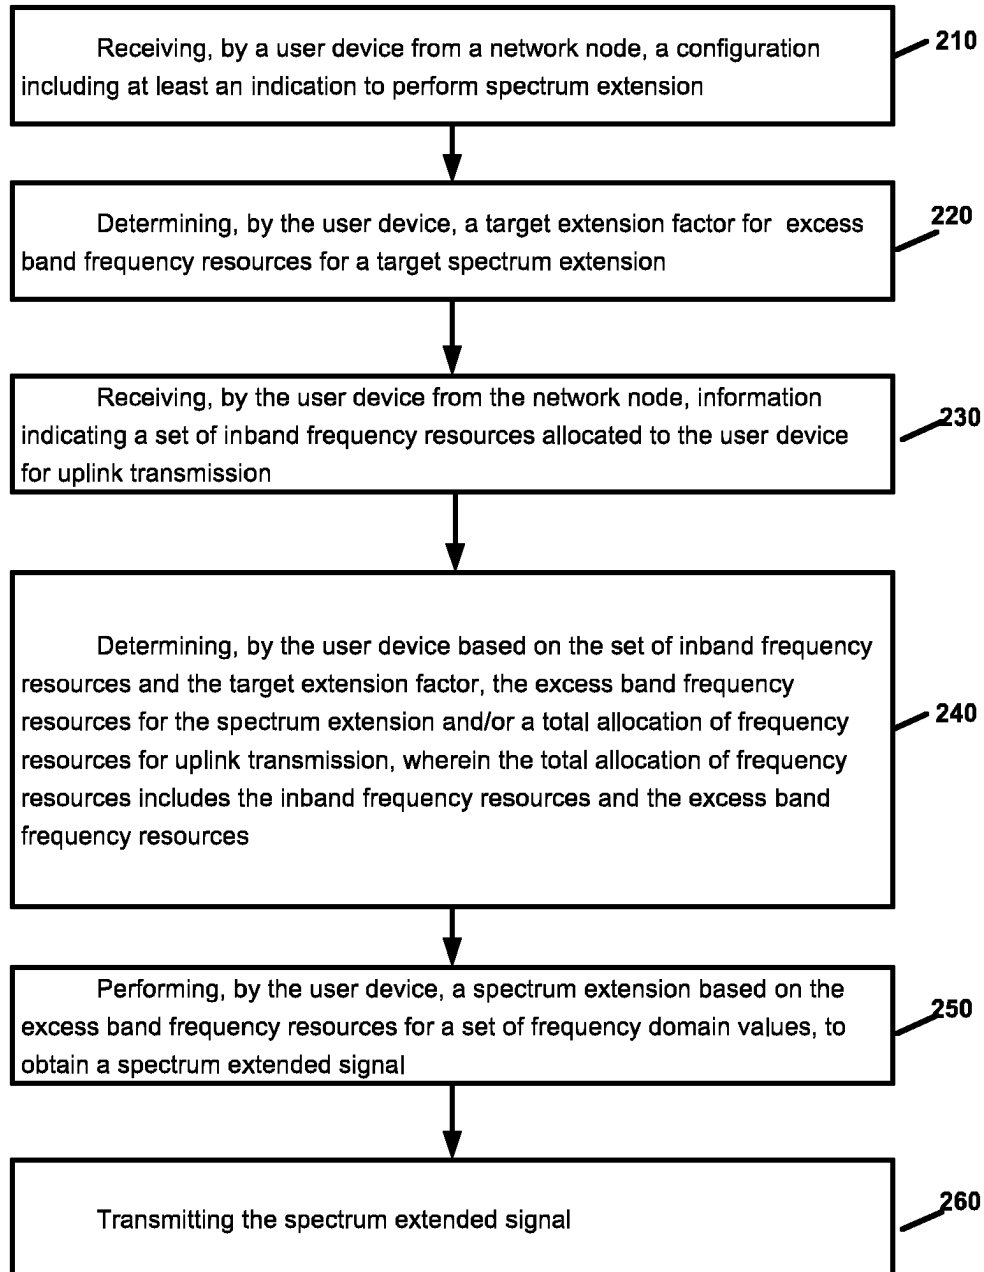 Receiving, by a user device from a network node, a configuration
including at least an indication to perform spectrum extension
210
Determining, by the user device, a target extension factor for excess
band frequency resources for a target spectrum extension
220
Receiving, by the user device from the network node, information
indicating a set of inband frequency resources allocated to the user device
for uplink transmission
230
Determining, by the user device based on the set of inband frequency
resources and the target extension factor, the excess band frequency
resources for the spectrum extension and/or a total allocation of frequency
resources for uplink transmission, wherein the total allocation of frequency
resources includes the inband frequency resources and the excess band
frequency resources
240
Performing, by the user device, a spectrum extension based on the
excess band frequency resources for a set of frequency domain values, to
obtain a spectrum extended signal
250
Transmitting the spectrum extended signal
260